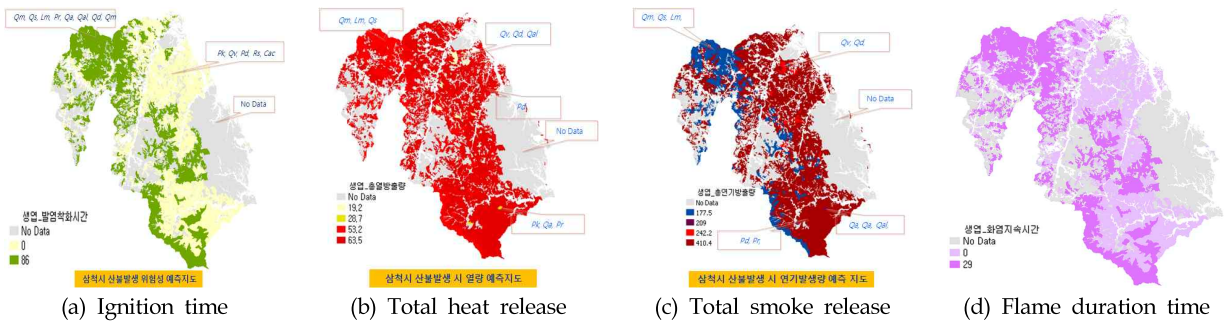 Qm, Qs, Lm, Pr, Qa, Qal, Qd, Qm
Pk, Qv, Pd, Rs, Cac
No Data
생엽_발염착화시간
No Data
0
86
삼척시 산불발생 위험성 예측지도
(a) Ignition time
Qm, Lm, Qs
Qv, Qd, Qal
Pd
No Data
생엽_총열방출량
No Data
19.2
28.7
53.2
63.5
Pk, Qa, Pr
삼척시 산불발생 시 열량 예측지도
(b) Total heat release
Qm, Qs, Lm,
Qv, Qd
No Data
생엽_총연기방출량
No Data
177.5
209
242.2
410.4
Pd, Pr,
Qa, Qa, Qal,
삼척시 산불발생 시 연기발생량 예측 지도
(c) Total smoke release
생엽_화염지속시간
No Data
0
29
(d) Flame duration time